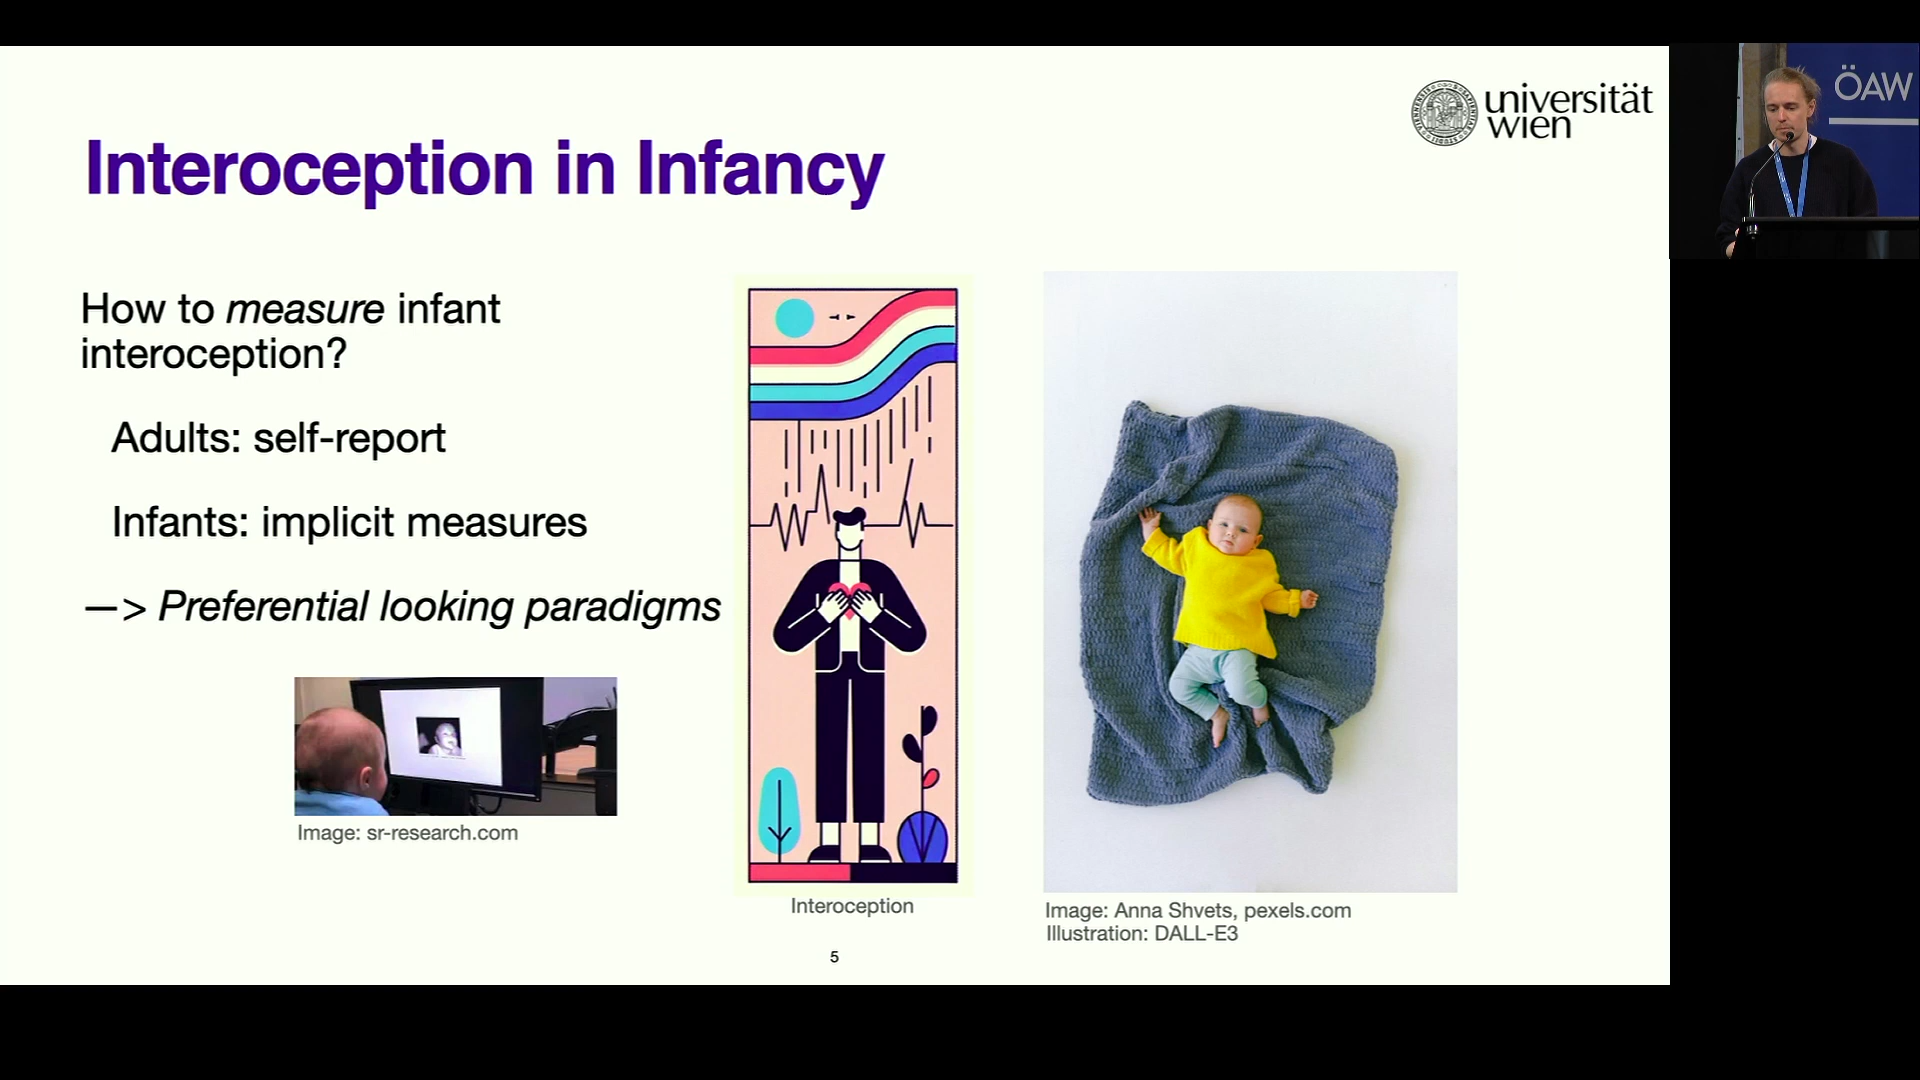 universität
wien
ÖAW
Interoception in Infancy
How to measure infant
interoception?
Adults: self-report
Infants: implicit measures
—> Preferential looking paradigms
Image: sr-research.com
Interoception
Image: Anna Shvets, pexels.com
Illustration: DALL-E3
5